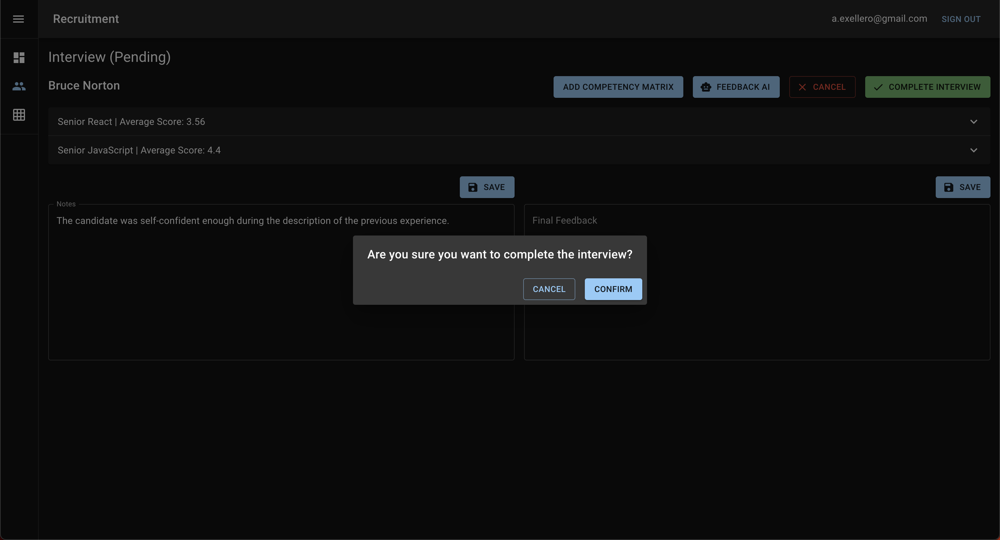 Recruitment
a.exellero@gmail.com
SIGN OUT
Interview (Pending)
Bruce Norton
ADD COMPETENCY MATRIX
FEEDBACK AI
CANCEL
COMPLETE INTERVIEW
Senior React | Average Score: 3.56
Senior JavaScript | Average Score: 4.4
SAVE
SAVE
Notes
The candidate was self-confident enough during the description of the previous experience.
Final Feedback
Are you sure you want to complete the interview?
CANCEL
CONFIRM